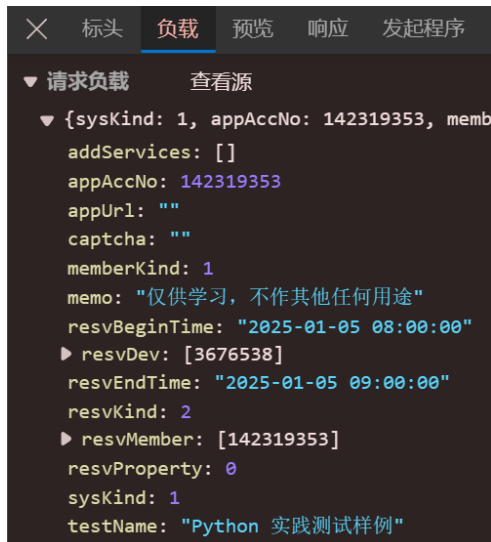 标头 负载 预览 响应 发起程序
请求负载 查看源
{sysKind: 1, appAccNo: 142319353, memb
addServices: []
appAccNo: 142319353
appUrl: ""
captcha: ""
memberKind: 1
memo: "仅供学习，不作其他任何用途"
resvBeginTime: "2025-01-05 08:00:00"
resvDev: [3676538]
resvEndTime: "2025-01-05 09:00:00"
resvKind: 2
resvMember: [142319353]
resvProperty: 0
sysKind: 1
testName: "Python 实践测试样例"